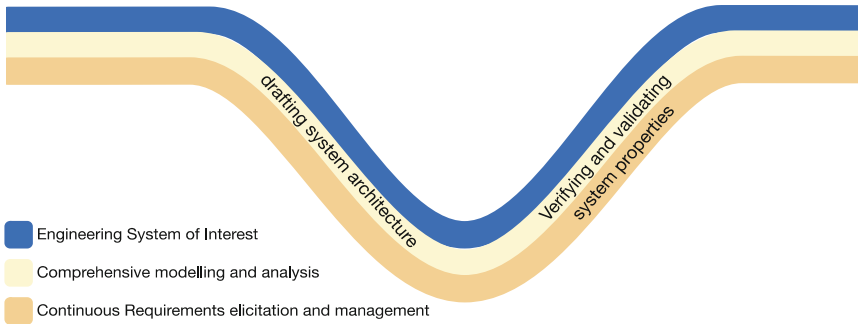 drafting system architecture
Verifying and validating
system properties
Engineering System of Interest
Comprehensive modelling and analysis
Continuous Requirements elicitation and management